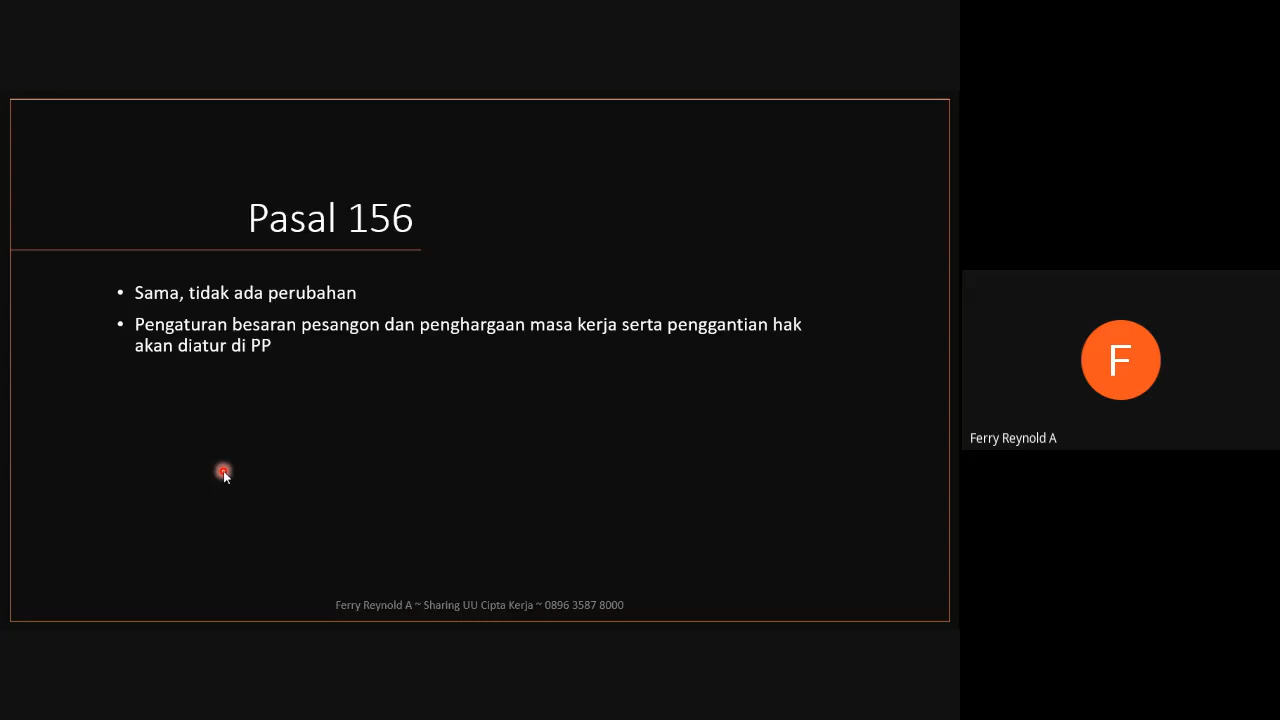 Pasal 156
• Sama, tidak ada perubahan
• Pengaturan besaran pesangon dan penghargaan masa kerja serta penggantian hak
akan diatur di PP
Ferry Reynold A ~ Sharing UU Cipta Kerja ~ 0896 3587 8000
F
Ferry Reynold A